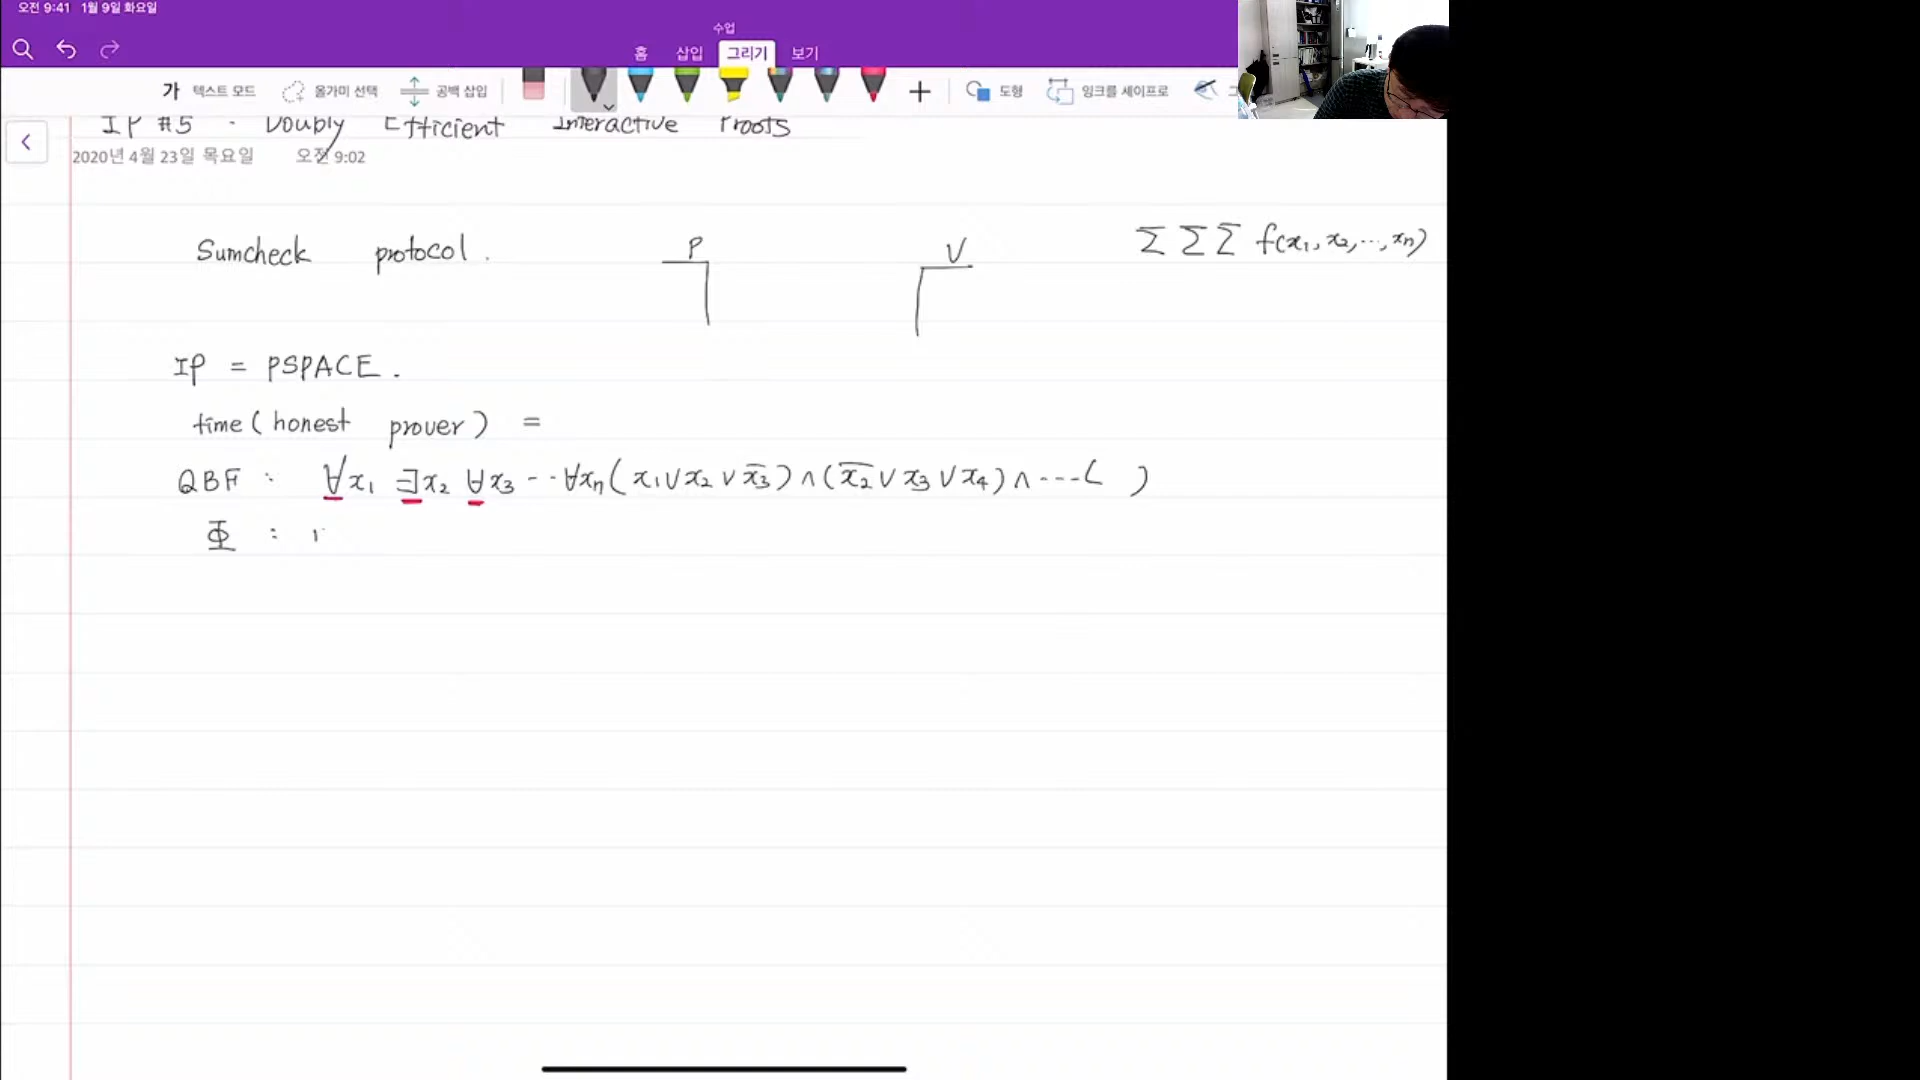 오전 9:41 1월 9일 화요일
수업
홈 삽입 그리기 보기
가 텍스트 모드 올가미 선택 공백 삽입 도형 잉크를 셰이프로 그
IP #5 - Doubly Efficient Interactive Proofs
2020년 4월 23일 목요일 오전 9:02
Sumcheck protocol. P V Σ Σ Σ f(x₁, x₂, ..., xₙ)
IP = PSPACE.
time(honest prover) =
QBF : ∀x₁ ∃x₂ ∀x₃ --- ∀xₙ (x₁ ∨ x₂ ∨ x̅₃) ∧ (x̅₂ ∨ x₃ ∨ x₄) ∧ ---- ( )
Φ :